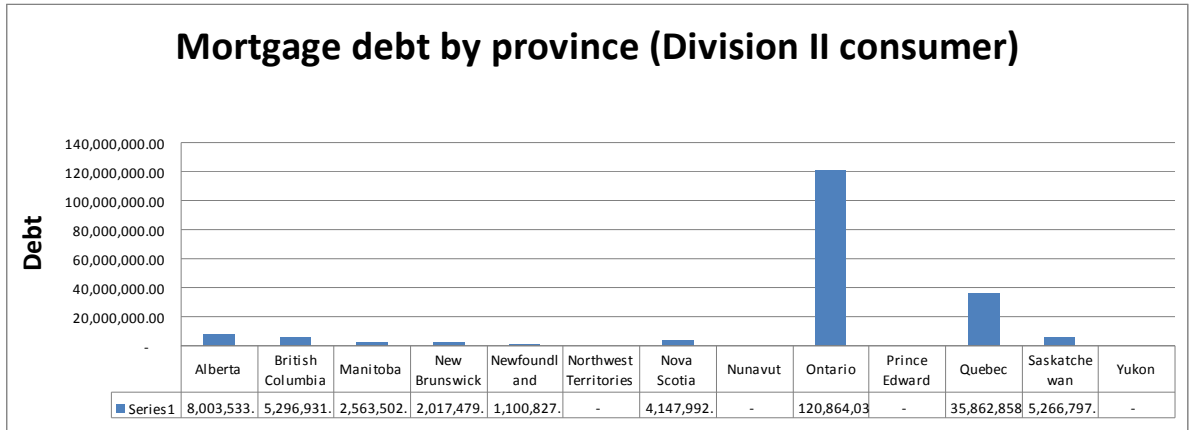 Mortgage debt by province (Division II consumer)
Debt
140,000,000.00
120,000,000.00
100,000,000.00
80,000,000.00
60,000,000.00
40,000,000.00
20,000,000.00
-
Alberta
British
Columbia
Manitoba
New
Brunswick
Newfoundl
and
Northwest
Territories
Nova
Scotia
Nunavut
Ontario
Prince
Edward
Quebec
Saskatche
wan
Yukon
Series1 8,003,533. 5,296,931. 2,563,502. 2,017,479. 1,100,827. - 4,147,992. - 120,864,03 - 35,862,858 5,266,797. -